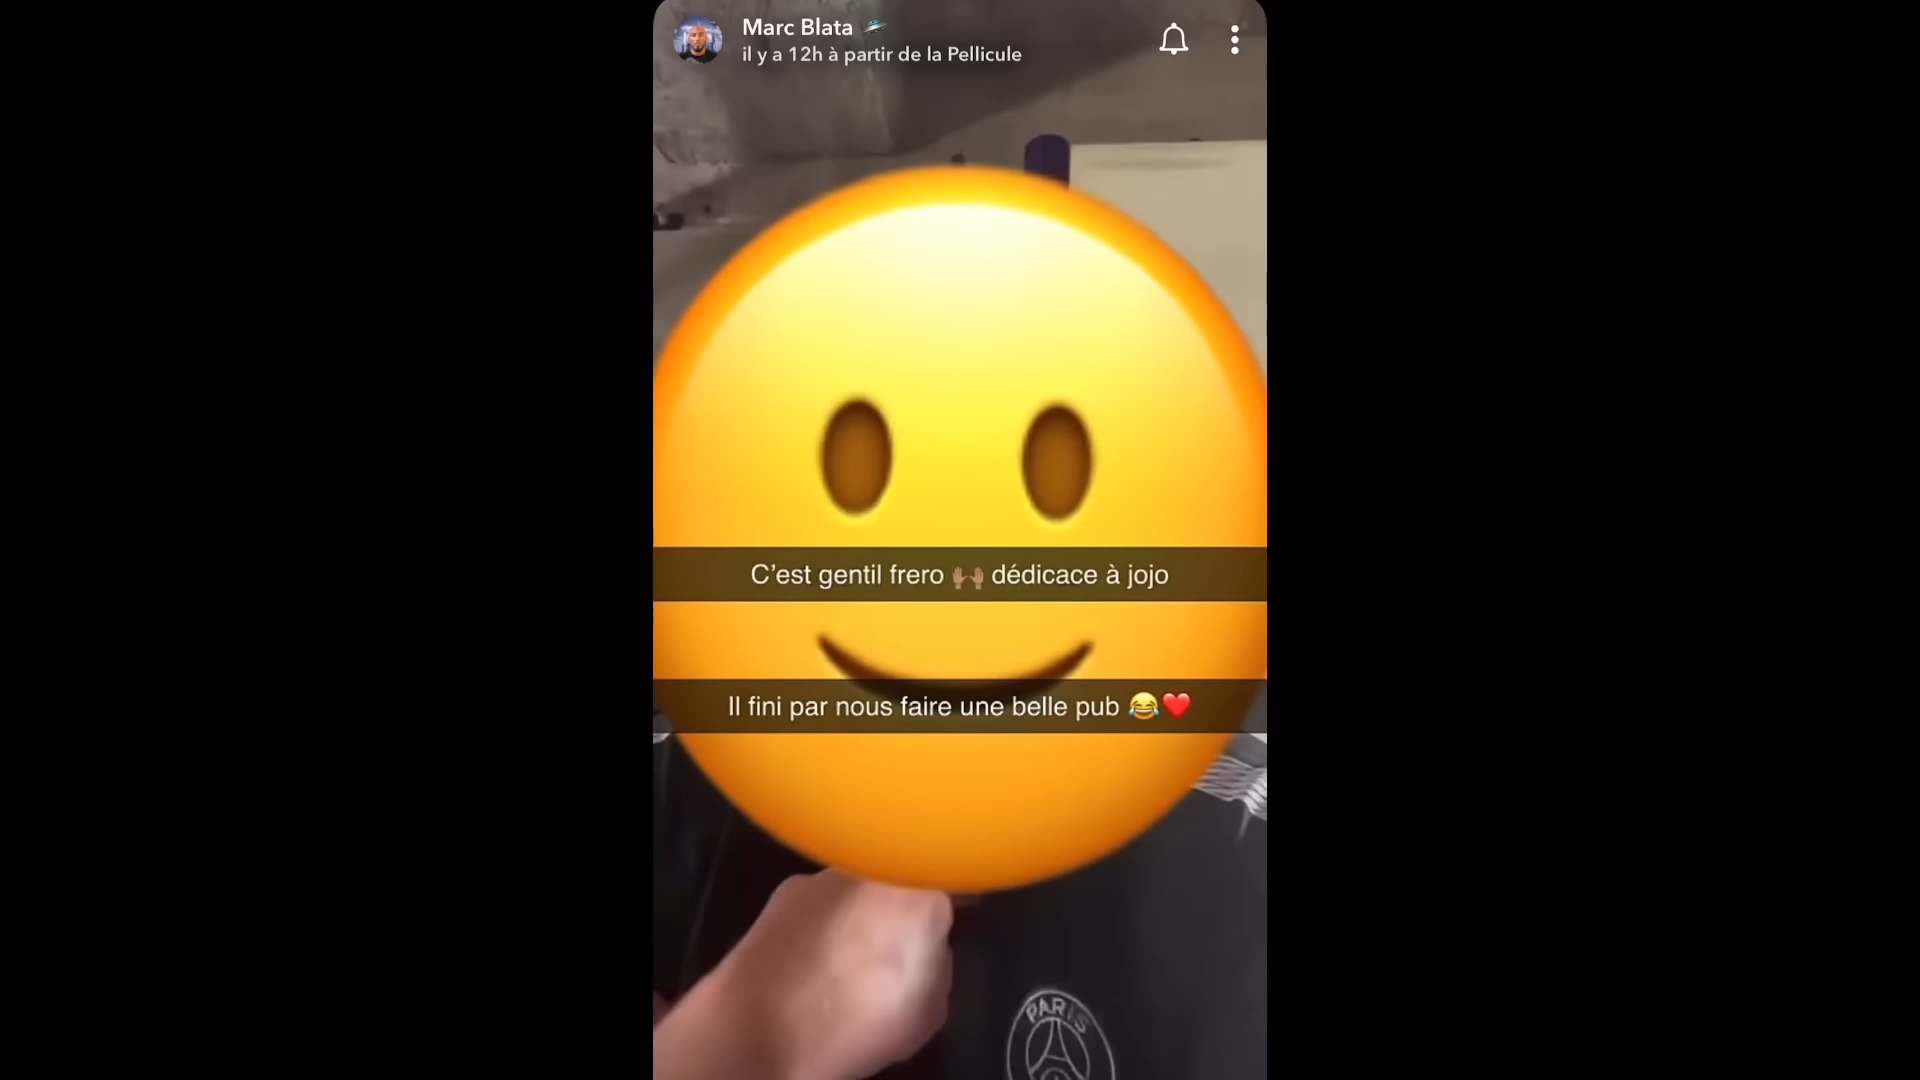 Marc Blata 🛸
il y a 12h à partir de la Pellicule
C'est gentil frero 🙌🏽 dédicace à jojo
Il fini par nous faire une belle pub 😂❤️
PARIS